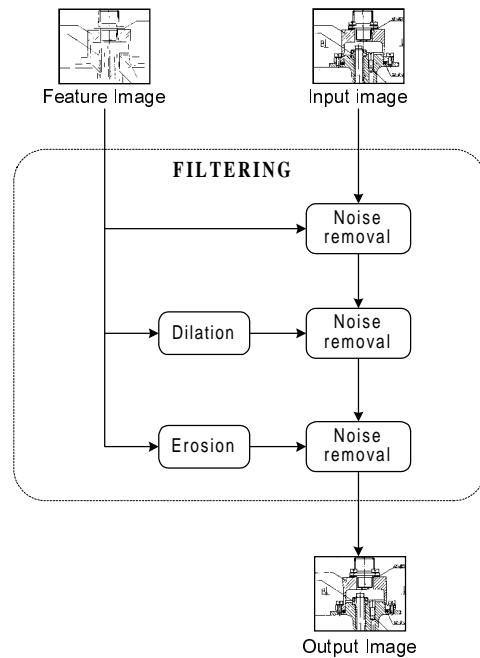 Feature Image
Input image
FILTERING
Noise
removal
Dilation
Noise
removal
Erosion
Noise
removal
Output Image